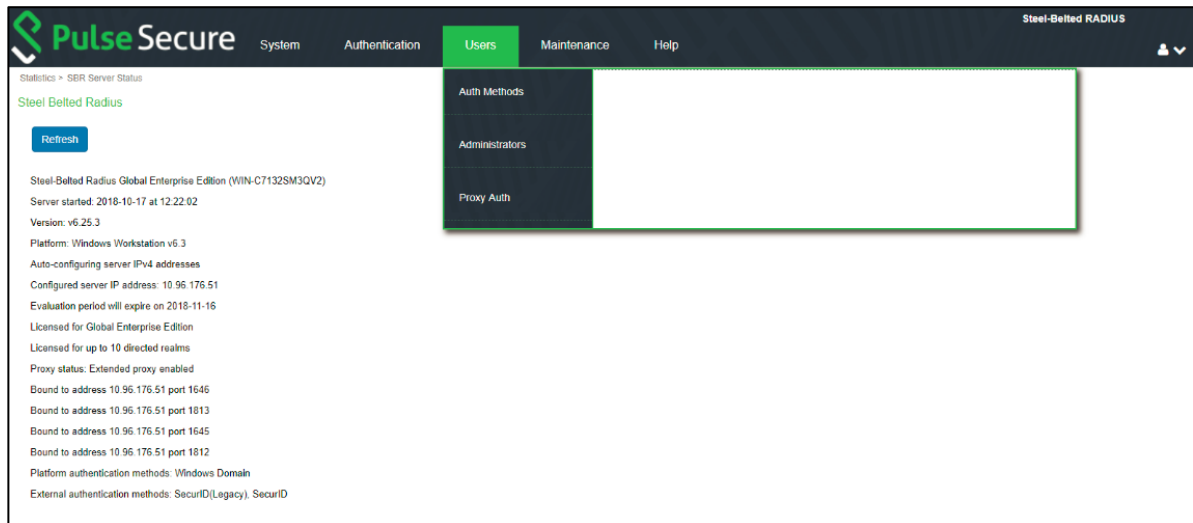 Steel-Belted RADIUS
Pulse Secure
System Authentication Users Maintenance Help
Statistics > SBR Server Status
Steel Belted Radius
Refresh
Auth Methods
Administrators
Proxy Auth
Steel-Belted Radius Global Enterprise Edition (WIN-C7132SM3QV2)
Server started: 2018-10-17 at 12:22:02
Version: v6.25.3
Platform: Windows Workstation v6.3
Auto-configuring server IPv4 addresses
Configured server IP address: 10.96.176.51
Evaluation period will expire on 2018-11-16
Licensed for Global Enterprise Edition
Licensed for up to 10 directed realms
Proxy status: Extended proxy enabled
Bound to address 10.96.176.51 port 1646
Bound to address 10.96.176.51 port 1813
Bound to address 10.96.176.51 port 1645
Bound to address 10.96.176.51 port 1812
Platform authentication methods: Windows Domain
External authentication methods: SecurID(Legacy), SecurID